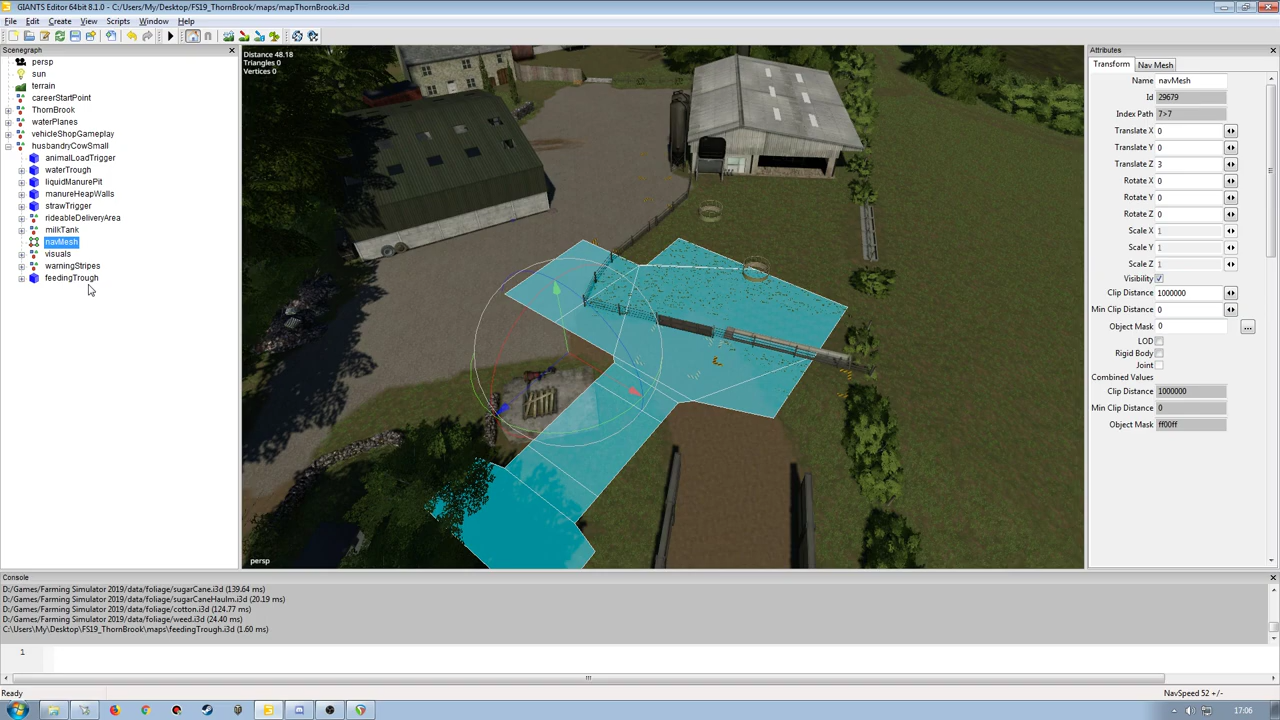 GIANTS Editor 64bit 8.1.0 - C:/Users/My/Desktop/FS19_ThornBrook/maps/mapThornBrook.i3d
File Edit Create View Scripts Window Help
Scenegraph
persp
sun
terrain
careerStartPoint
ThornBrook
waterPlanes
vehicleShopGameplay
husbandryCowSmall
animalLoadTrigger
waterTrough
liquidManurePit
manureHeapWalls
strawTrigger
rideableDeliveryArea
milkTank
navMesh
visuals
warningStripes
feedingTrough
Distance 48.18
Triangles 0
Vertices 0
persp
Attributes
Transform Nav Mesh
Name navMesh
Id 29679
Index Path 7>7
Translate X 0
Translate Y 0
Translate Z 3
Rotate X 0
Rotate Y 0
Rotate Z 0
Scale X 1
Scale Y 1
Scale Z 1
Visibility
Clip Distance 1000000
Min Clip Distance 0
Object Mask 0 ...
LOD
Rigid Body
Joint
Combined Values
Clip Distance 1000000
Min Clip Distance 0
Object Mask ff00ff
Console
D:/Games/Farming Simulator 2019/data/foliage/sugarCane.i3d (139.64 ms)
D:/Games/Farming Simulator 2019/data/foliage/sugarCaneHaulm.i3d (20.19 ms)
D:/Games/Farming Simulator 2019/data/foliage/cotton.i3d (124.77 ms)
D:/Games/Farming Simulator 2019/data/foliage/weed.i3d (24.40 ms)
C:\Users\My\Desktop\FS19_ThornBrook\maps\feedingTrough.i3d (1.60 ms)
1
Ready
NavSpeed 52 +/-
17:06